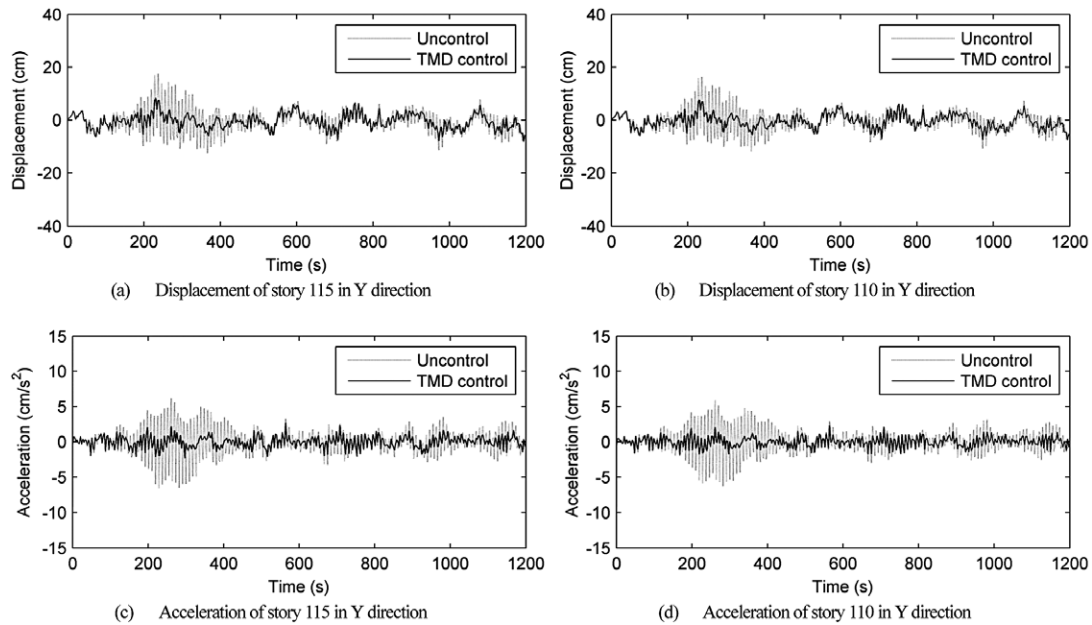 40
20
0
-20
-40
Displacement (cm)
Uncontrol
TMD control
0 200 400 600 800 1000 1200
Time (s)
(a) Displacement of story 115 in Y direction
40
20
0
-20
-40
Displacement (cm)
Uncontrol
TMD control
0 200 400 600 800 1000 1200
Time (s)
(b) Displacement of story 110 in Y direction
15
10
5
0
-5
-10
-15
Acceleration (cm/s²)
Uncontrol
TMD control
0 200 400 600 800 1000 1200
Time (s)
(c) Acceleration of story 115 in Y direction
15
10
5
0
-5
-10
-15
Acceleration (cm/s²)
Uncontrol
TMD control
0 200 400 600 800 1000 1200
Time (s)
(d) Acceleration of story 110 in Y direction